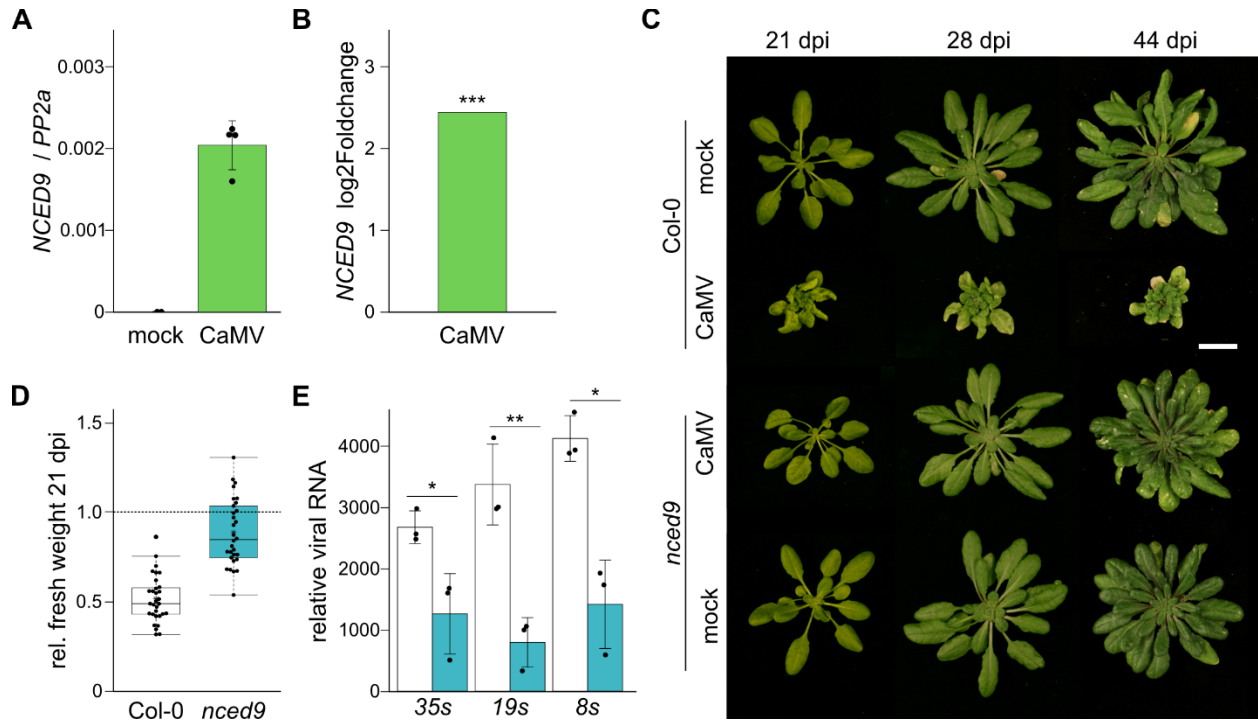 A
NCED9 / PP2a
0.003
0.002
0.001
0
mock CaMV
B
NCED9 log2Foldchange
3
2
1
0
***
CaMV
C
21 dpi 28 dpi 44 dpi
Col-0
mock
CaMV
nced9
CaMV
mock
D
rel. fresh weight 21 dpi
1.5
1.0
0.5
0
Col-0 nced9
E
relative viral RNA
4000
3000
2000
1000
0
*
**
*
35s 19s 8s